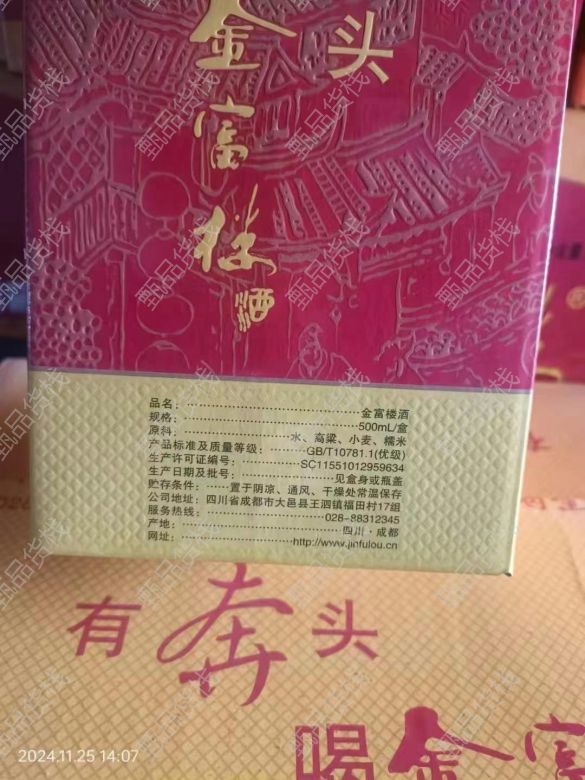 头
金富楼酒
品名：金富楼酒
规格：500mL/盒
原料：水、高粱、小麦、糯米
产品标准及质量等级：GB/T10781.1(优级)
生产许可证编号：SC11551012959634
生产日期及批号：见盒身或瓶盖
贮存条件：置于阴凉、通风、干燥处常温保存
公司地址：四川省成都市大邑县王泗镇福田村17组
服务热线：028-88312345
产地：四川·成都
网址：http://www.jinfulou.cn
有奔头
喝金富
2024.11.25 14:07
甄品货栈